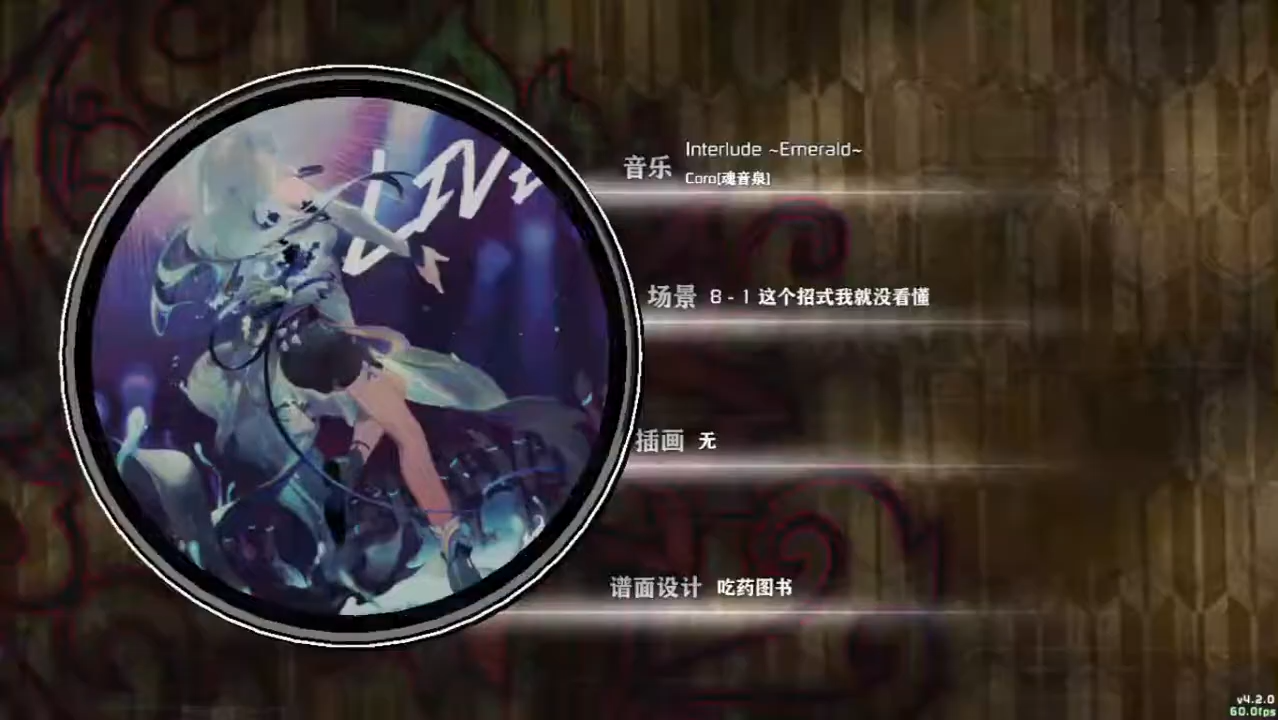 LIVE
音乐
Interlude ~Emerald~
Coro[魂音泉]
场景 8 - 1 这个招式我就没看懂
插画 无
谱面设计 吃药图书
v4.2.0
60.0fps